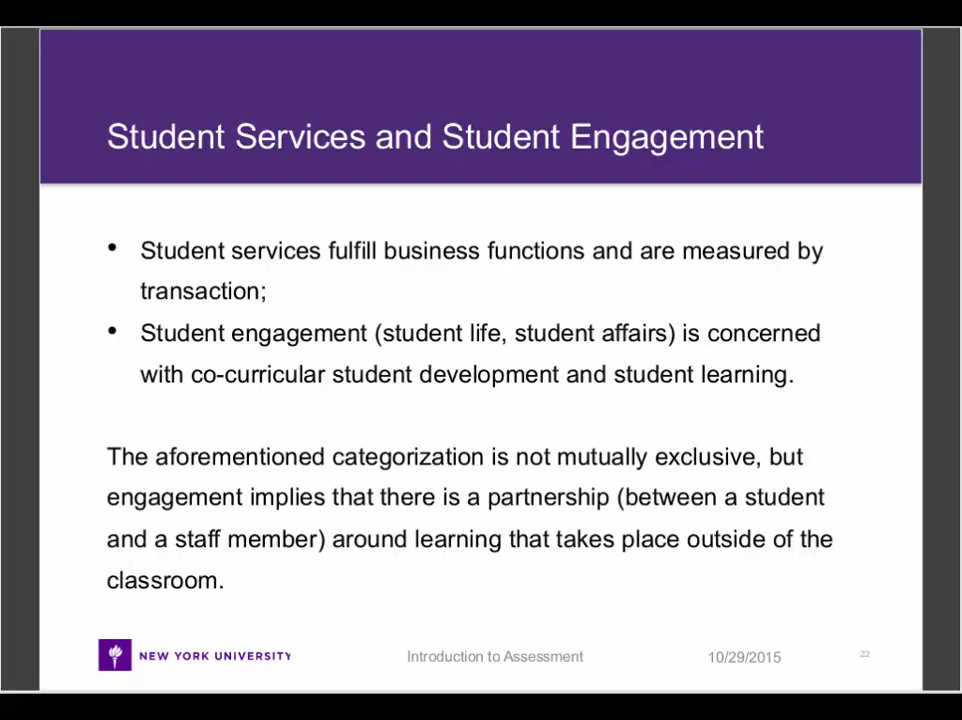 Student Services and Student Engagement
• Student services fulfill business functions and are measured by
transaction;
• Student engagement (student life, student affairs) is concerned
with co-curricular student development and student learning.
The aforementioned categorization is not mutually exclusive, but
engagement implies that there is a partnership (between a student
and a staff member) around learning that takes place outside of the
classroom.
NEW YORK UNIVERSITY
Introduction to Assessment
10/29/2015
22